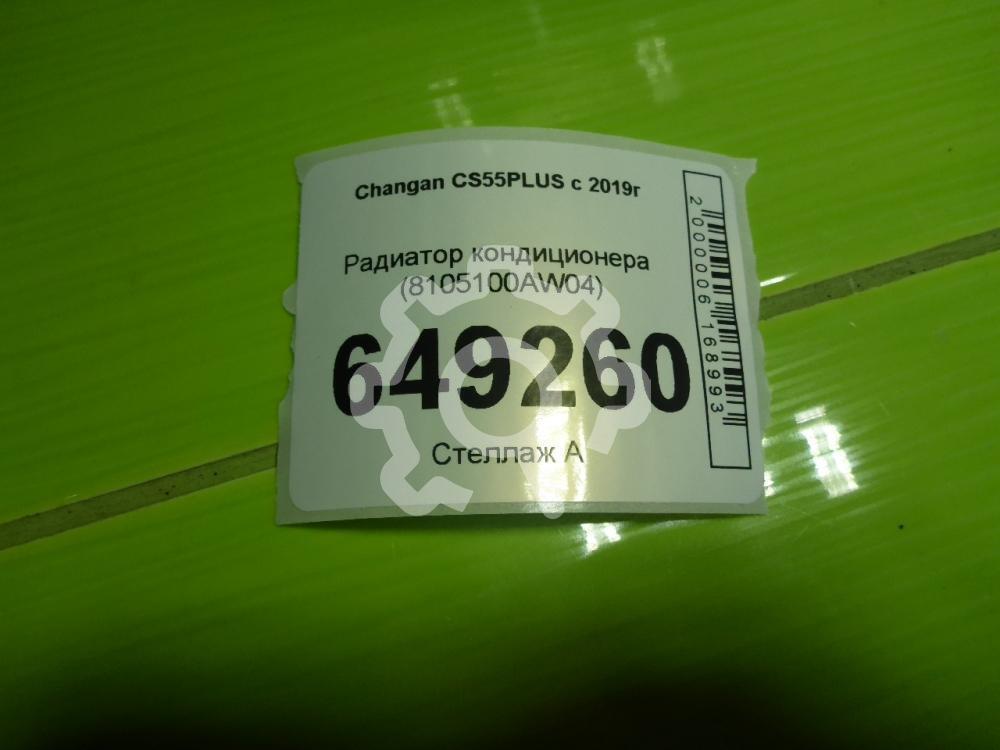 Changan CS55PLUS с 2019г
Радиатор кондиционера
(8105100AW04)
649260
Стеллаж А
2000006168993